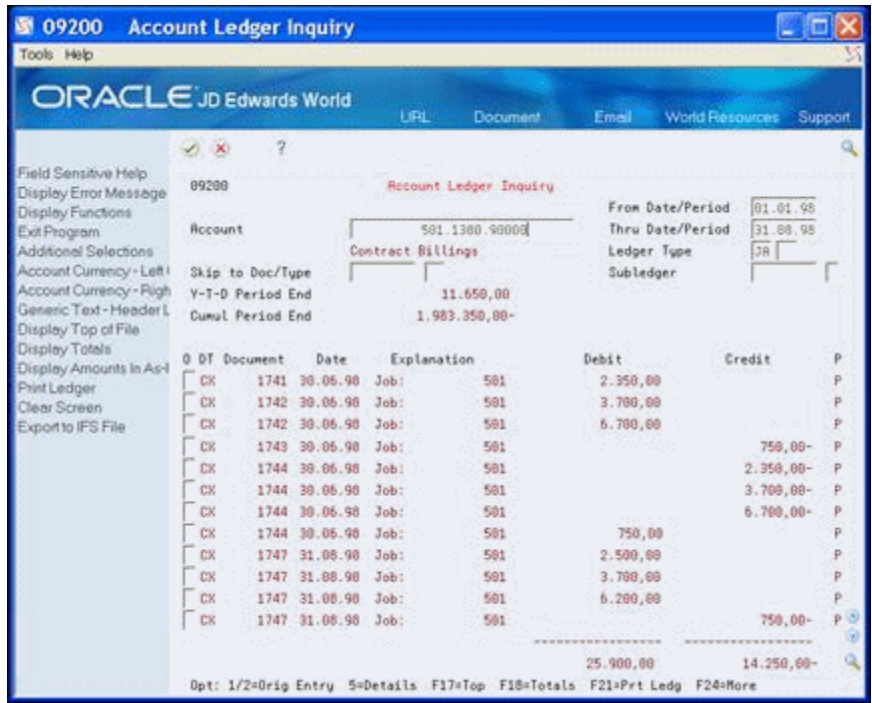 09200 Account Ledger Inquiry
Tools Help
ORACLE JD Edwards World
URL Document Email World Resources Support
?
Field Sensitive Help
Display Error Message
Display Functions
Exit Program
Additional Selections
Account Currency - Left
Account Currency - Righ
Generic Text - Header L
Display Top of File
Display Totals
Display Amounts In As-I
Print Ledger
Clear Screen
Export to IFS File
09200 Account Ledger Inquiry
From Date/Period 01.01.98
Account 501.1380.90000 Thru Date/Period 31.08.98
Contract Billings Ledger Type JA
Skip to Doc/Type Subledger
Y-T-D Period End 11.650,00
Cumul Period End 1.983.350,00-
O DT Document Date Explanation Debit Credit P
CX 1741 30.06.98 Job: 501 2.350,00 P
CX 1742 30.06.98 Job: 501 3.700,00 P
CX 1742 30.06.98 Job: 501 6.700,00 P
CX 1743 30.06.98 Job: 501 750,00- P
CX 1744 30.06.98 Job: 501 2.350,00- P
CX 1744 30.06.98 Job: 501 3.700,00- P
CX 1744 30.06.98 Job: 501 6.700,00- P
CX 1744 30.06.98 Job: 501 750,00 P
CX 1747 31.08.98 Job: 501 2.500,00 P
CX 1747 31.08.98 Job: 501 3.700,00 P
CX 1747 31.08.98 Job: 501 6.200,00 P
CX 1747 31.08.98 Job: 501 750,00- P
25.900,00 14.250,00-
Opt: 1/2=Orig Entry 5=Details F17=Top F18=Totals F21=Prt Ledg F24=More